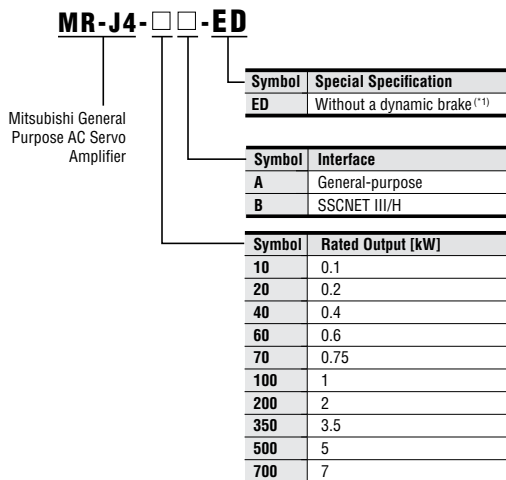 MR-J4-□ □-ED
Symbol Special Specification
ED Without a dynamic brake (*1)
Mitsubishi General
Purpose AC Servo
Amplifier
Symbol Interface
A General-purpose
B SSCNET III/H
Symbol Rated Output [kW]
10 0.1
20 0.2
40 0.4
60 0.6
70 0.75
100 1
200 2
350 3.5
500 5
700 7